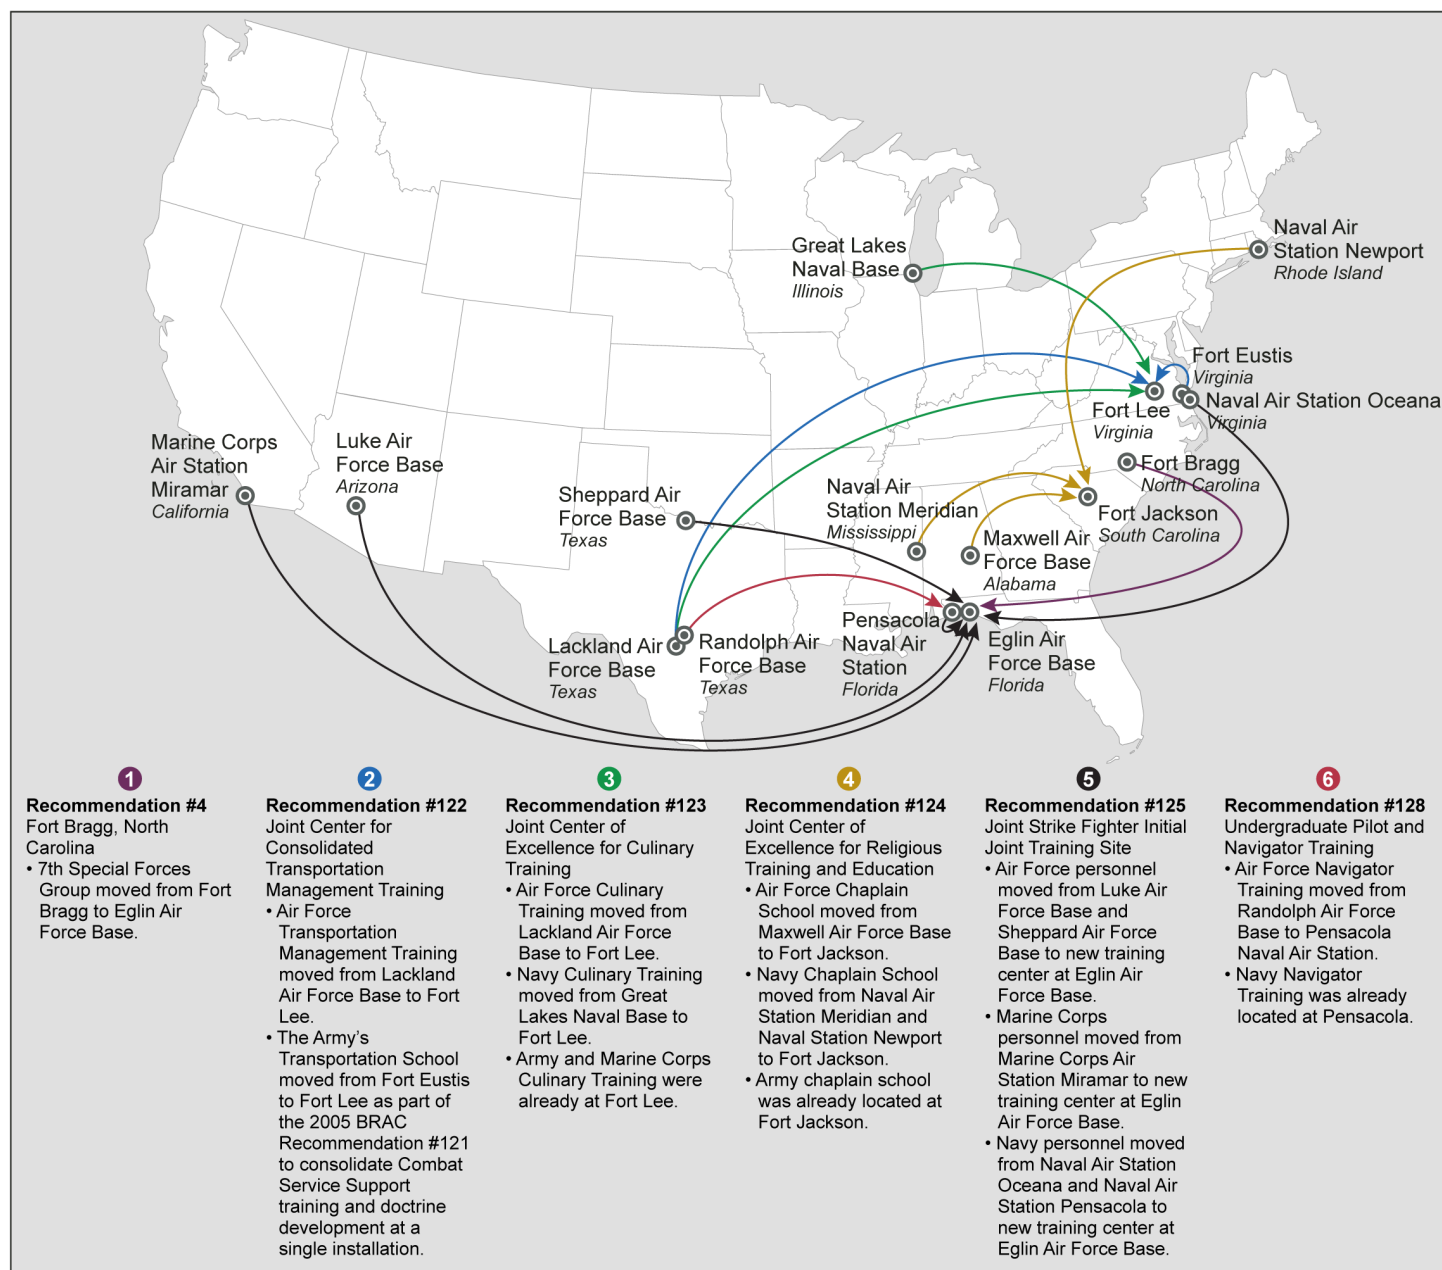 Great Lakes
Naval Base
Illinois
Naval Air
Station Newport
Rhode Island
Fort Eustis
Virginia
Naval Air Station Oceana
Virginia
Fort Lee
Virginia
Marine Corps
Air Station
Miramar
California
Luke Air
Force Base
Arizona
Sheppard Air
Force Base
Texas
Naval Air
Station Meridian
Mississippi
Fort Bragg
North Carolina
Fort Jackson
South Carolina
Maxwell Air
Force Base
Alabama
Lackland Air
Force Base
Texas
Randolph Air
Force Base
Texas
Pensacola
Naval Air
Station
Florida
Eglin Air
Force Base
Florida
1
Recommendation #4
Fort Bragg, North
Carolina
• 7th Special Forces
Group moved from Fort
Bragg to Eglin Air
Force Base.
2
Recommendation #122
Joint Center for
Consolidated
Transportation
Management Training
• Air Force
Transportation
Management Training
moved from Lackland
Air Force Base to Fort
Lee.
• The Army's
Transportation School
moved from Fort Eustis
to Fort Lee as part of
the 2005 BRAC
Recommendation #121
to consolidate Combat
Service Support
training and doctrine
development at a
single installation.
3
Recommendation #123
Joint Center of
Excellence for Culinary
Training
• Air Force Culinary
Training moved from
Lackland Air Force
Base to Fort Lee.
• Navy Culinary Training
moved from Great
Lakes Naval Base to
Fort Lee.
• Army and Marine Corps
Culinary Training were
already at Fort Lee.
4
Recommendation #124
Joint Center of
Excellence for Religious
Training and Education
• Air Force Chaplain
School moved from
Maxwell Air Force Base
to Fort Jackson.
• Navy Chaplain School
moved from Naval Air
Station Meridian and
Naval Station Newport
to Fort Jackson.
• Army chaplain school
was already located at
Fort Jackson.
5
Recommendation #125
Joint Strike Fighter Initial
Joint Training Site
• Air Force personnel
moved from Luke Air
Force Base and
Sheppard Air Force
Base to new training
center at Eglin Air
Force Base.
• Marine Corps
personnel moved from
Marine Corps Air
Station Miramar to new
training center at Eglin
Air Force Base.
• Navy personnel moved
from Naval Air Station
Oceana and Naval Air
Station Pensacola to
new training center at
Eglin Air Force Base.
6
Recommendation #128
Undergraduate Pilot and
Navigator Training
• Air Force Navigator
Training moved from
Randolph Air Force
Base to Pensacola
Naval Air Station.
• Navy Navigator
Training was already
located at Pensacola.